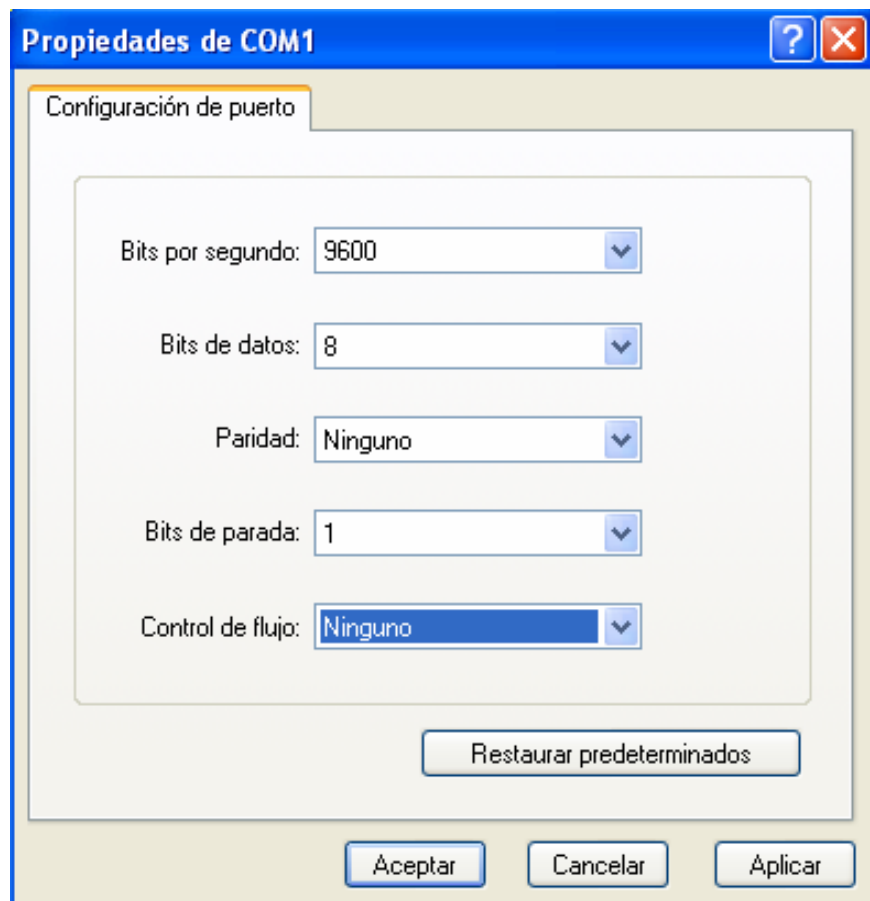 Propiedades de COM1
?
Configuración de puerto
Bits por segundo: 9600
Bits de datos: 8
Paridad: Ninguno
Bits de parada: 1
Control de flujo: Ninguno
Restaurar predeterminados
Aceptar Cancelar Aplicar